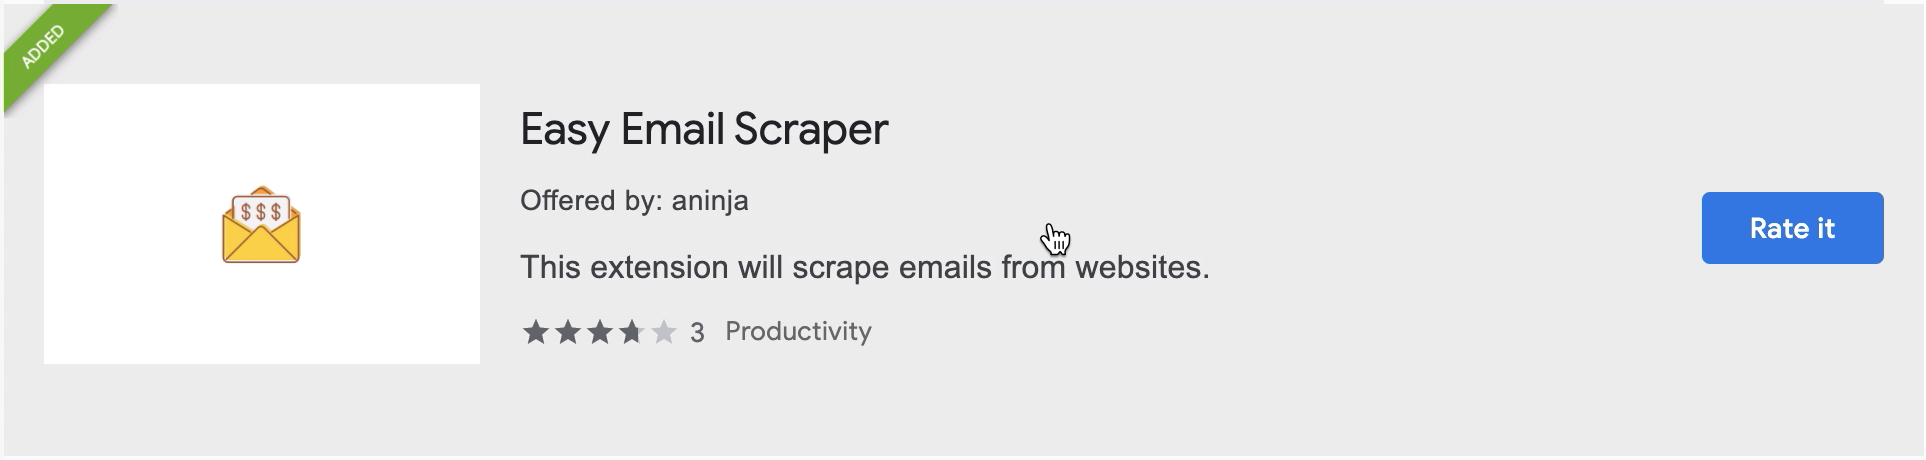 ADDED
$$$
Easy Email Scraper
Offered by: aninja
This extension will scrape emails from websites.
3 Productivity
Rate it